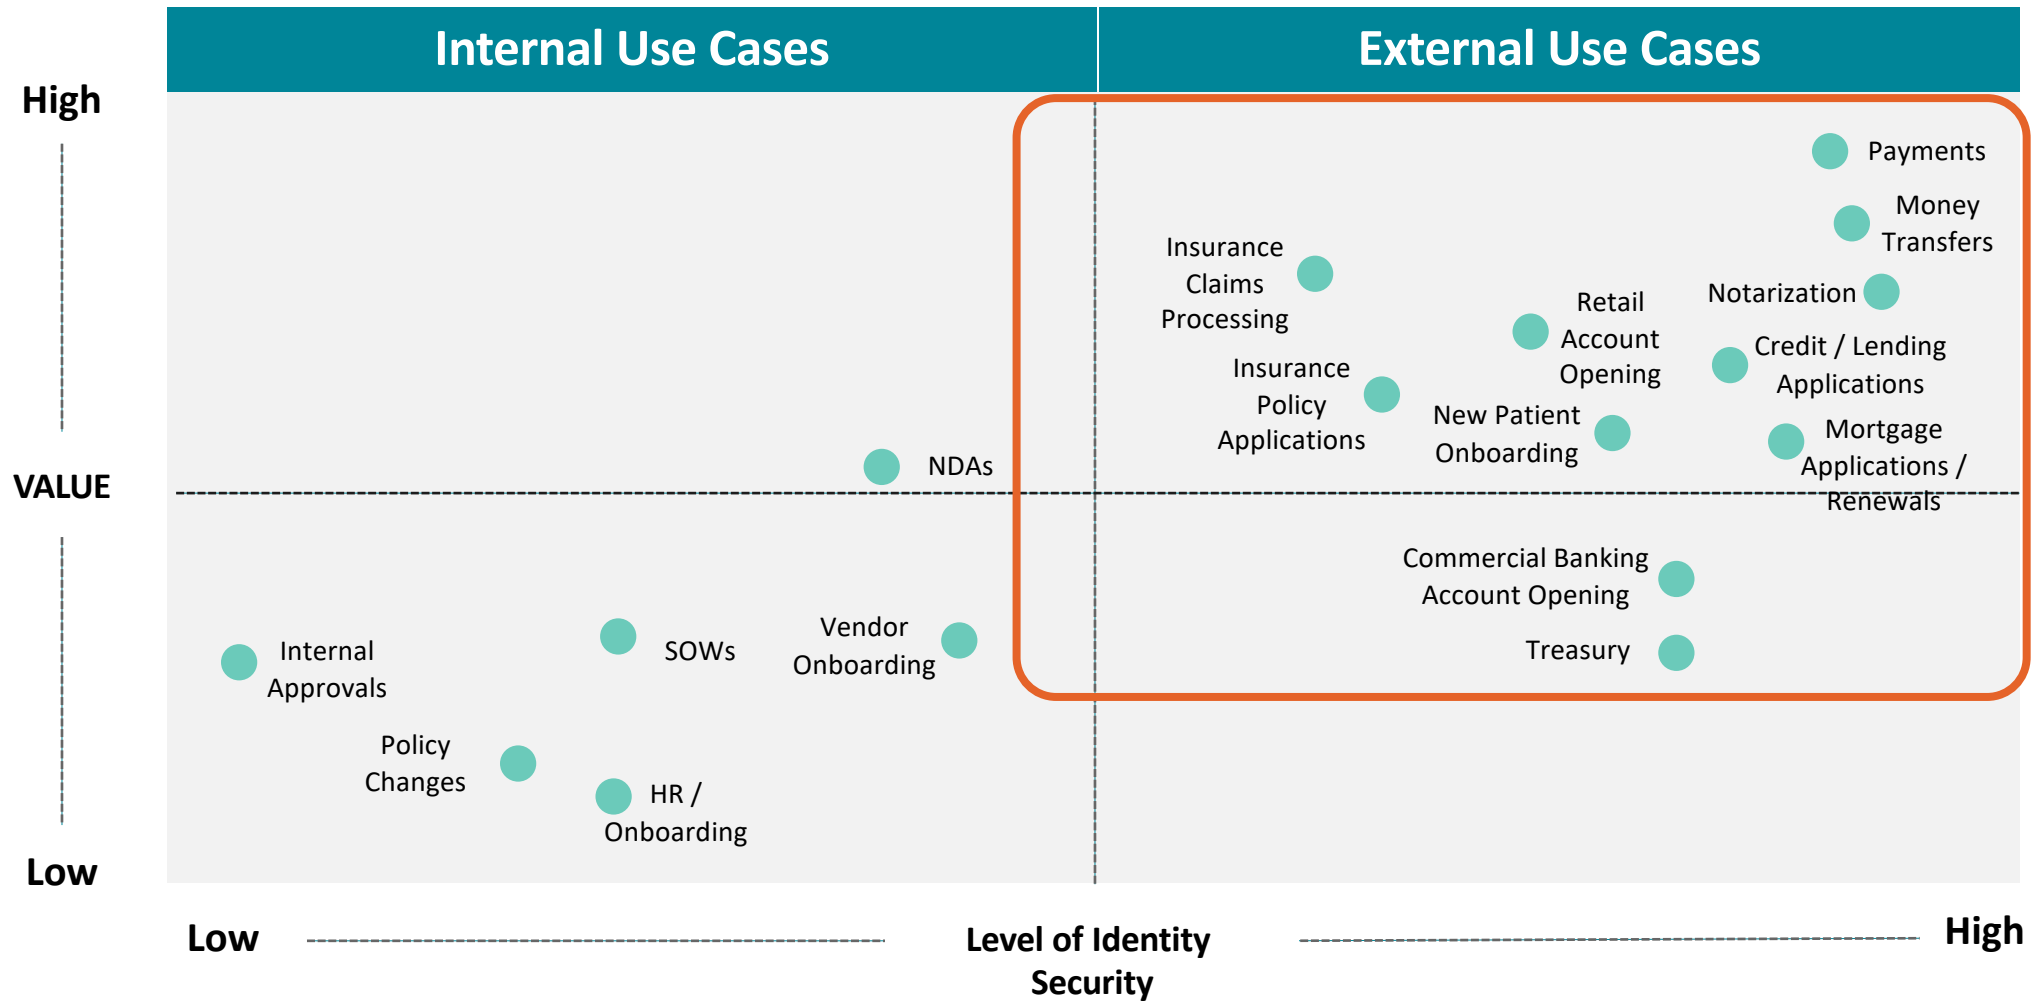 Internal Use Cases
External Use Cases
High
VALUE
Low
Payments
Money
Transfers
Insurance
Claims
Processing
Notarization
Retail
Account
Opening
Credit / Lending
Applications
Insurance
Policy
Applications
New Patient
Onboarding
Mortgage
Applications /
Renewals
NDAs
Commercial Banking
Account Opening
Treasury
Internal
Approvals
SOWs
Vendor
Onboarding
Policy
Changes
HR /
Onboarding
Low
Level of Identity
Security
High